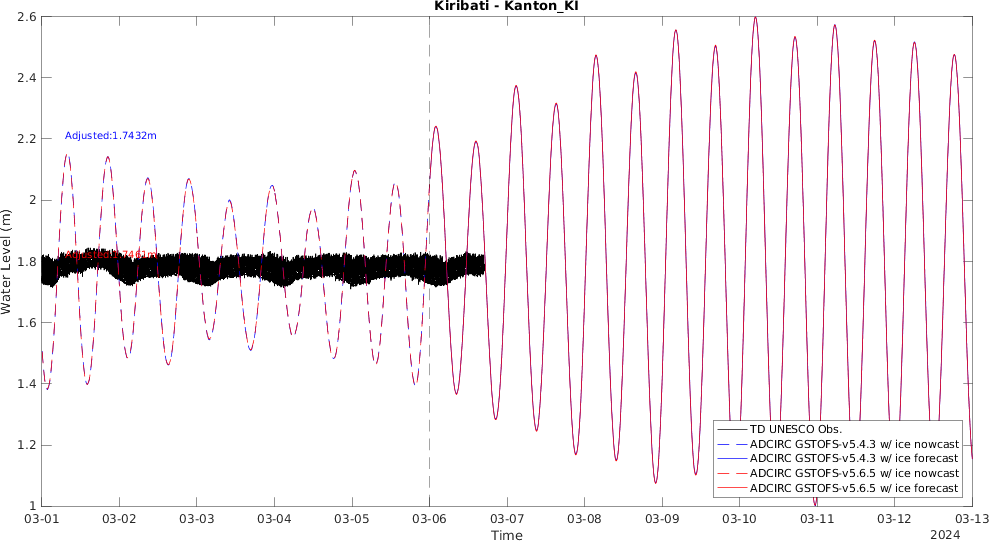 Kiribati - Kanton_KI
2.6
2.4
2.2
2
1.8
1.6
1.4
1.2
1
Water Level (m)
Adjusted:1.7432m
Adjusted:1.7461m
TD UNESCO Obs.
ADCIRC GSTOFS-v5.4.3 w/ ice nowcast
ADCIRC GSTOFS-v5.4.3 w/ ice forecast
ADCIRC GSTOFS-v5.6.5 w/ ice nowcast
ADCIRC GSTOFS-v5.6.5 w/ ice forecast
03-01 03-02 03-03 03-04 03-05 03-06 03-07 03-08 03-09 03-10 03-11 03-12 03-13
Time
2024